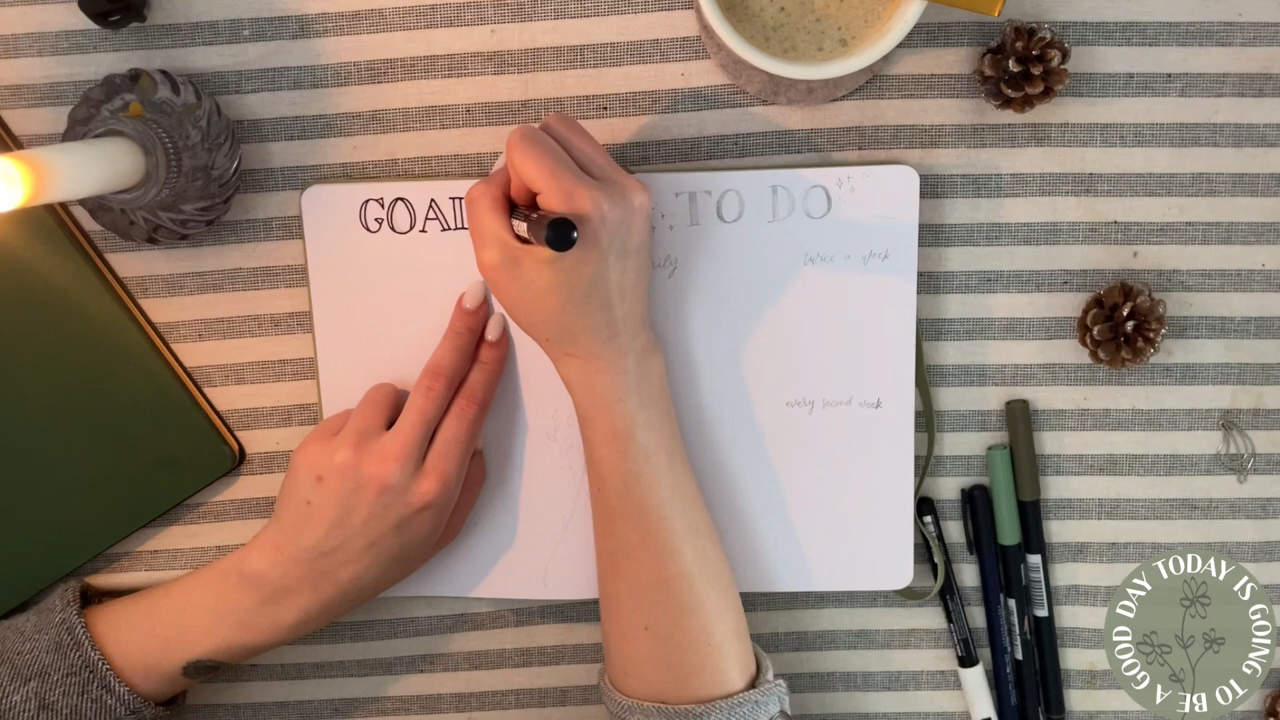 GOAL
TO DO
twice a week
every second week
TODAY IS GOING TO BE A GOOD DAY